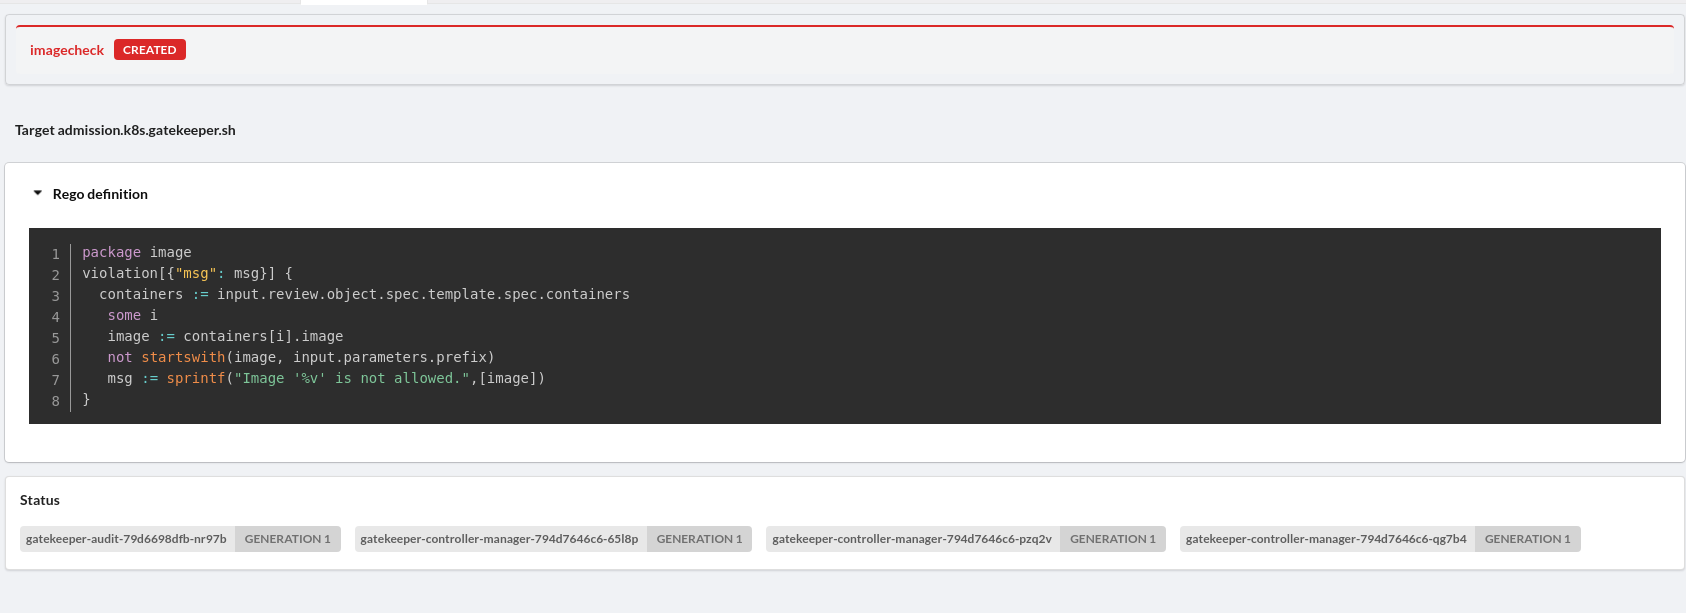 imagecheck CREATED
Target admission.k8s.gatekeeper.sh
Rego definition
1 package image
2 violation[{"msg": msg}] {
3   containers := input.review.object.spec.template.spec.containers
4    some i
5    image := containers[i].image
6    not startswith(image, input.parameters.prefix)
7    msg := sprintf("Image '%v' is not allowed.",[image])
8 }
Status
gatekeeper-audit-79d6698dfb-nr97b GENERATION 1 gatekeeper-controller-manager-794d7646c6-65l8p GENERATION 1 gatekeeper-controller-manager-794d7646c6-pzq2v GENERATION 1 gatekeeper-controller-manager-794d7646c6-qg7b4 GENERATION 1